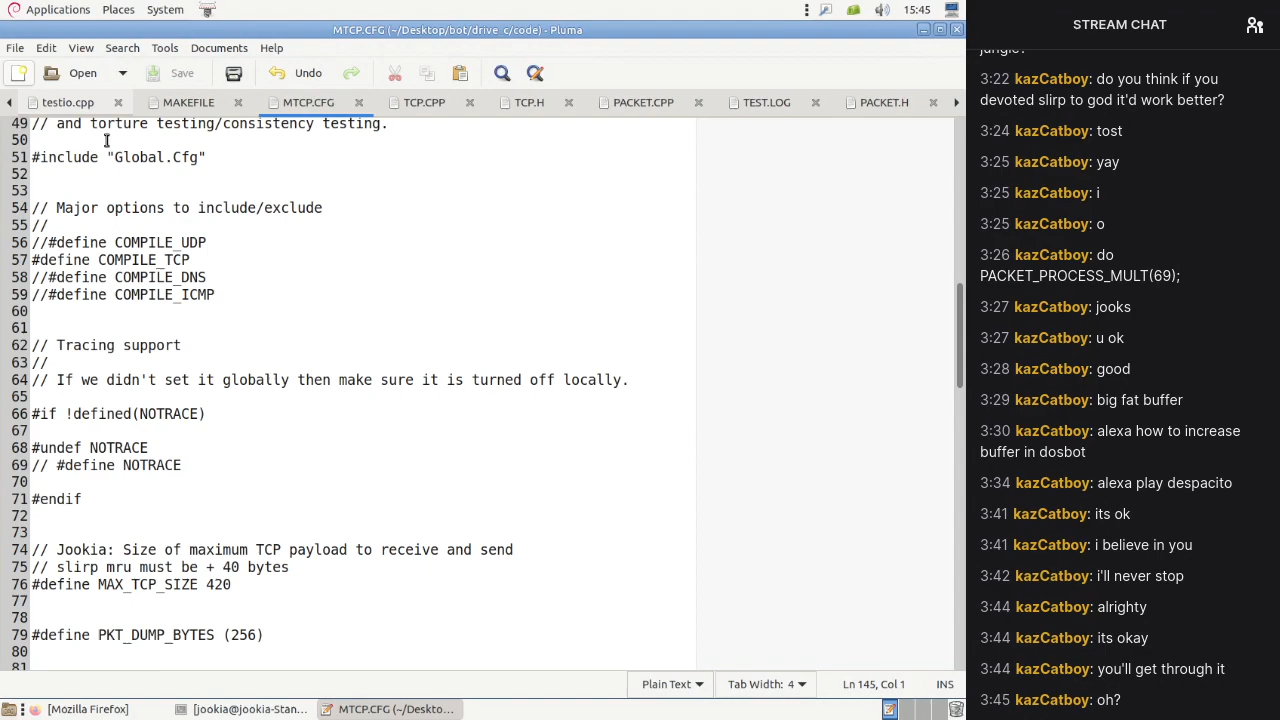 Applications Places System 15:45
MTCP.CFG (~/Desktop/bot/drive_c/code) - Pluma
File Edit View Search Tools Documents Help
Open Save Undo
testio.cpp MAKEFILE MTCP.CFG TCP.CPP TCP.H PACKET.CPP TEST.LOG PACKET.H
49 // and torture testing/consistency testing.
50
51 #include "Global.Cfg"
52
53
54 // Major options to include/exclude
55 //
56 //#define COMPILE_UDP
57 #define COMPILE_TCP
58 //#define COMPILE_DNS
59 //#define COMPILE_ICMP
60
61
62 // Tracing support
63 //
64 // If we didn't set it globally then make sure it is turned off locally.
65
66 #if !defined(NOTRACE)
67
68 #undef NOTRACE
69 // #define NOTRACE
70
71 #endif
72
73
74 // Jookia: Size of maximum TCP payload to receive and send
75 // slirp mru must be + 40 bytes
76 #define MAX_TCP_SIZE 420
77
78
79 #define PKT_DUMP_BYTES (256)
80
81
Plain Text Tab Width: 4 Ln 145, Col 1 INS
[Mozilla Firefox] [jookia@jookia-Stan... MTCP.CFG (~/Deskto...
STREAM CHAT
jungle?
3:22 kazCatboy: do you think if you
devoted slirp to god it'd work better?
3:24 kazCatboy: tost
3:25 kazCatboy: yay
3:25 kazCatboy: i
3:25 kazCatboy: o
3:26 kazCatboy: do
PACKET_PROCESS_MULT(69);
3:27 kazCatboy: jooks
3:27 kazCatboy: u ok
3:28 kazCatboy: good
3:29 kazCatboy: big fat buffer
3:30 kazCatboy: alexa how to increase
buffer in dosbot
3:34 kazCatboy: alexa play despacito
3:41 kazCatboy: its ok
3:41 kazCatboy: i believe in you
3:42 kazCatboy: i'll never stop
3:44 kazCatboy: alrighty
3:44 kazCatboy: its okay
3:44 kazCatboy: you'll get through it
3:45 kazCatboy: oh?